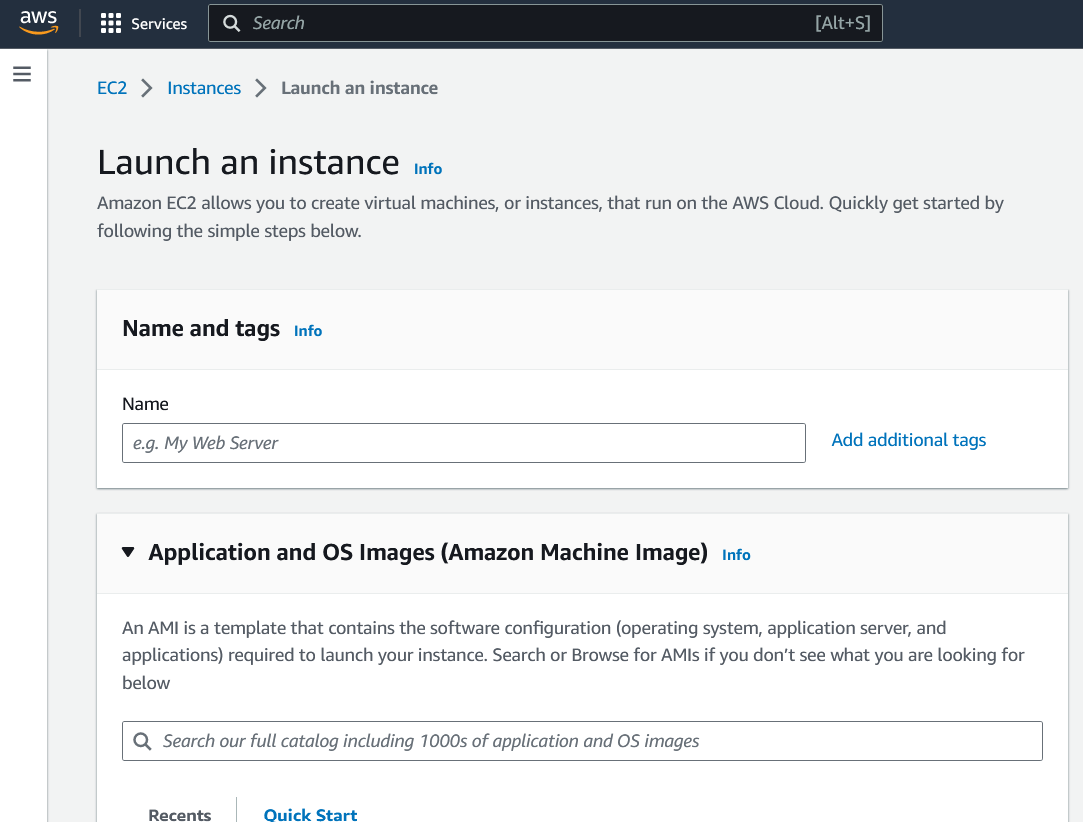 aws Services Search [Alt+S]
EC2 Instances Launch an instance
Launch an instance Info
Amazon EC2 allows you to create virtual machines, or instances, that run on the AWS Cloud. Quickly get started by
following the simple steps below.
Name and tags Info
Name
e.g. My Web Server Add additional tags
Application and OS Images (Amazon Machine Image) Info
An AMI is a template that contains the software configuration (operating system, application server, and
applications) required to launch your instance. Search or Browse for AMIs if you don’t see what you are looking for
below
Search our full catalog including 1000s of application and OS images
Recents Quick Start